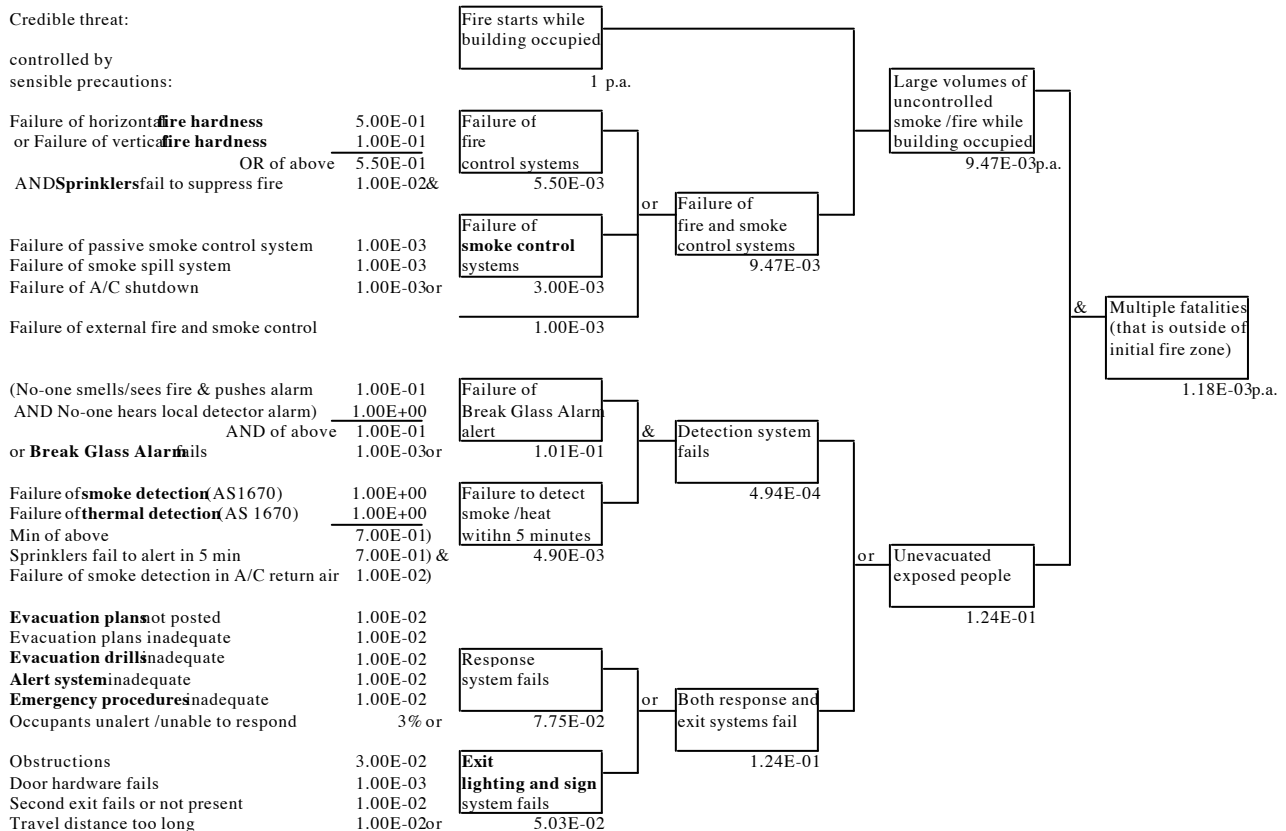 Credible threat:
Fire starts while
building occupied
controlled by
sensible precautions:
1 p.a.
Large volumes of
uncontrolled
smoke /fire while
building occupied
9.47E-03p.a.
Failure of horizontal fire hardness 5.00E-01
or Failure of vertical fire hardness 1.00E-01
OR of above 5.50E-01
AND Sprinklers fail to suppress fire 1.00E-02 &
Failure of
fire
control systems
5.50E-03
or
Failure of
fire and smoke
control systems
9.47E-03
Failure of passive smoke control system 1.00E-03
Failure of smoke spill system 1.00E-03
Failure of A/C shutdown 1.00E-03 or
Failure of
smoke control
systems
3.00E-03
Failure of external fire and smoke control
1.00E-03
&
Multiple fatalities
(that is outside of
initial fire zone)
1.18E-03p.a.
(No-one smells/sees fire & pushes alarm 1.00E-01
AND No-one hears local detector alarm) 1.00E+00
AND of above 1.00E-01
or Break Glass Alarm fails 1.00E-03 or
Failure of
Break Glass Alarm
alert
1.01E-01
&
Detection system
fails
4.94E-04
Failure of smoke detection (AS1670) 1.00E+00
Failure of thermal detection (AS 1670) 1.00E+00
Min of above 7.00E-01)
Sprinklers fail to alert in 5 min 7.00E-01) &
Failure of smoke detection in A/C return air 1.00E-02)
Failure to detect
smoke /heat
witihn 5 minutes
4.90E-03
or
Unevacuated
exposed people
1.24E-01
Evacuation plans not posted 1.00E-02
Evacuation plans inadequate 1.00E-02
Evacuation drills inadequate 1.00E-02
Alert system inadequate 1.00E-02
Emergency procedures inadequate 1.00E-02
Occupants unalert /unable to respond 3% or
Response
system fails
7.75E-02
or
Both response and
exit systems fail
1.24E-01
Obstructions 3.00E-02
Door hardware fails 1.00E-03
Second exit fails or not present 1.00E-02
Travel distance too long 1.00E-02 or
Exit
lighting and sign
system fails
5.03E-02